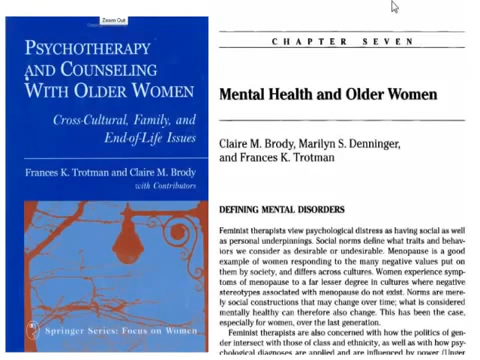 Zoom Out
PSYCHOTHERAPY
AND COUNSELING
WITH OLDER WOMEN
Cross-Cultural, Family, and
End-of-Life Issues
Frances K. Trotman and Claire M. Brody
with Contributors
Springer Series: Focus on Women
CHAPTER SEVEN
Mental Health and Older Women
Claire M. Brody, Marilyn S. Denninger,
and Frances K. Trotman
DEFINING MENTAL DISORDERS
Feminist therapists view psychological distress as having social as well
as personal underpinnings. Social norms define what traits and behav-
iors we consider as desirable or undesirable. Menopause is a good
example of women responding to the many negative values put on
them by society, and differs across cultures. Women experience symp-
toms of menopause to a far lesser degree in cultures where negative
stereotypes associated with menopause do not exist. Norms are mere-
ly social constructions that may change over time; what is considered
mentally healthy can therefore also change. This has been the case,
especially for women, over the last generation.
Feminist therapists are also concerned with how the politics of gen-
der intersect with those of class and ethnicity, as well as with how psy-
chological diagnoses are applied and are influenced by power (Unger